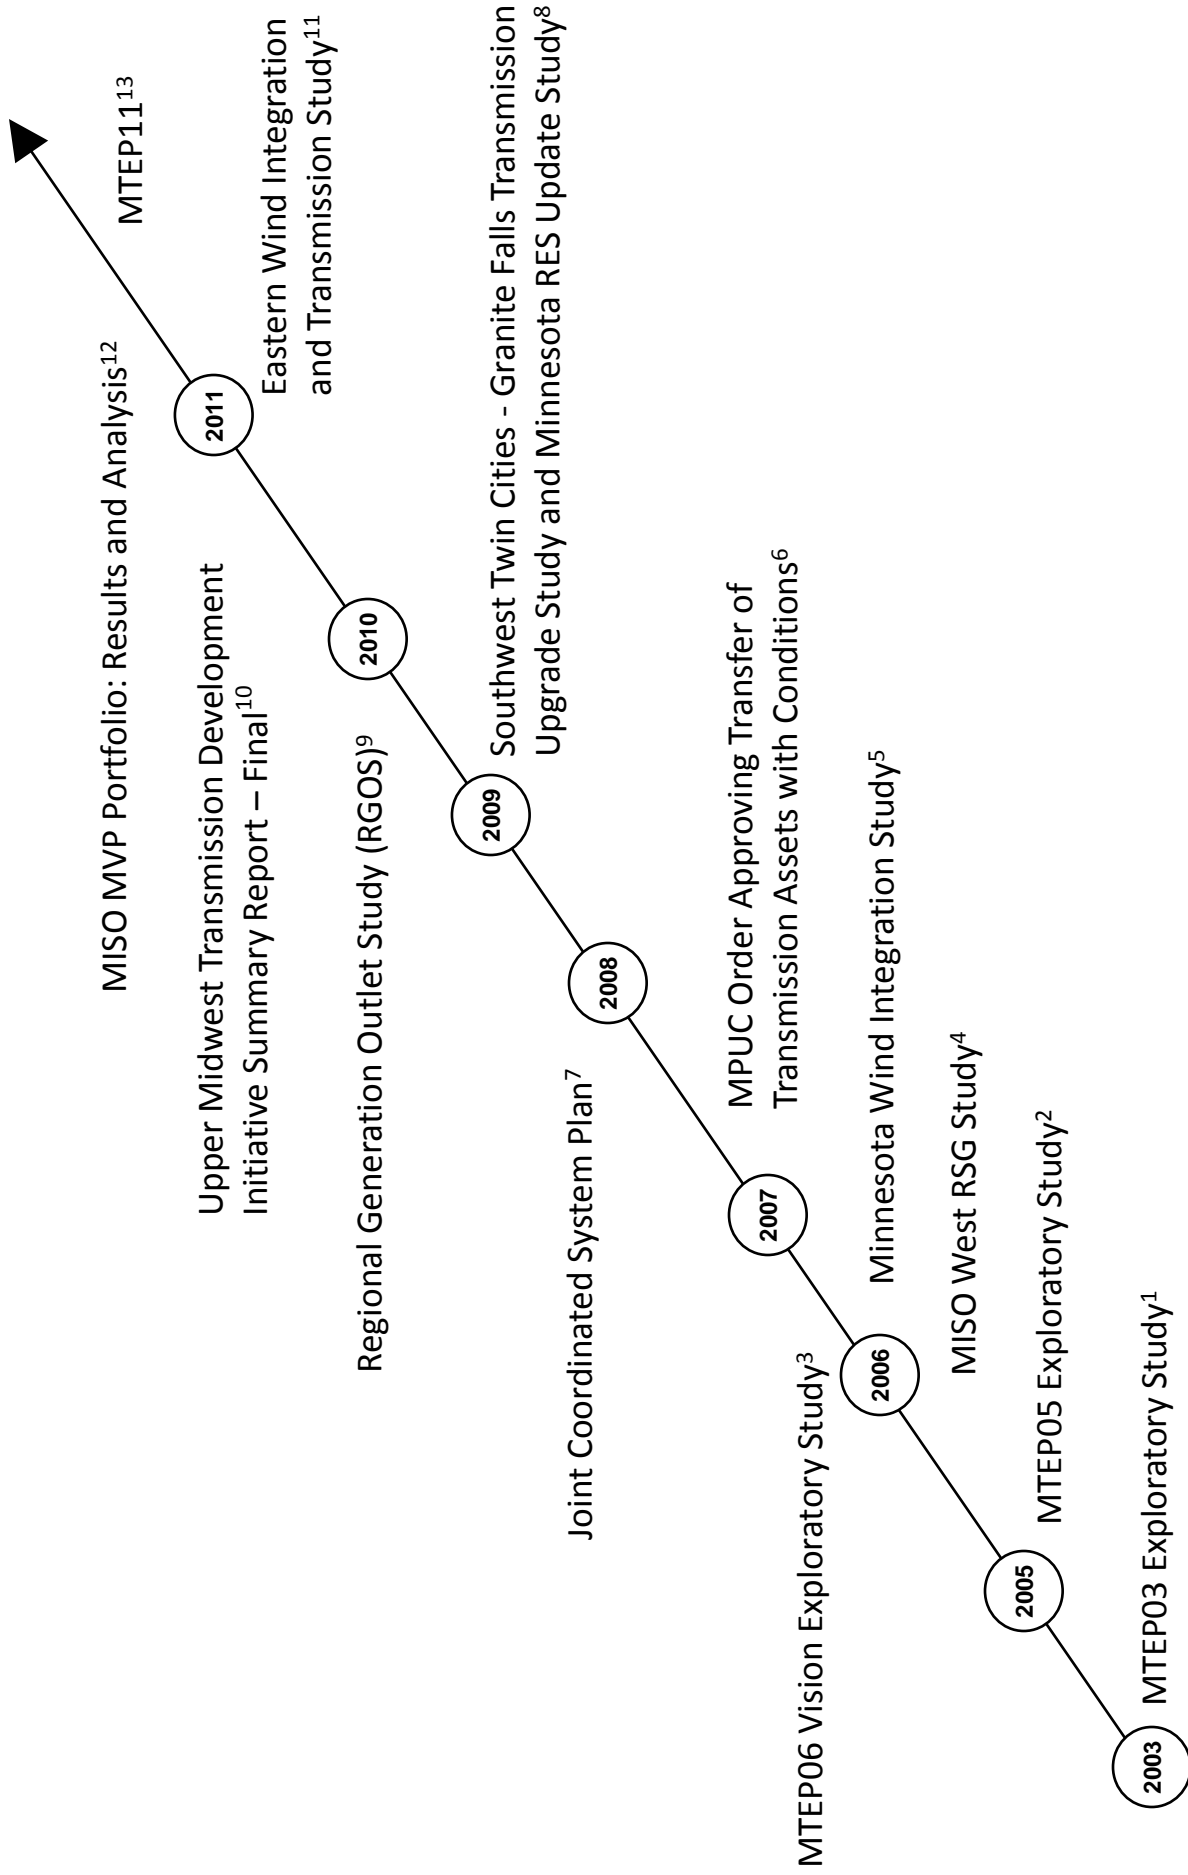 MISO MVP Portfolio: Results and Analysis¹²
MTEP11¹³
2011
Upper Midwest Transmission Development
Initiative Summary Report – Final¹⁰
Eastern Wind Integration
and Transmission Study¹¹
2010
Regional Generation Outlet Study (RGOS)⁹
2009
Southwest Twin Cities - Granite Falls Transmission
Upgrade Study and Minnesota RES Update Study⁸
2008
Joint Coordinated System Plan⁷
MPUC Order Approving Transfer of
Transmission Assets with Conditions⁶
2007
MTEP06 Vision Exploratory Study³
Minnesota Wind Integration Study⁵
2006
MISO West RSG Study⁴
2005
MTEP05 Exploratory Study²
2003
MTEP03 Exploratory Study¹